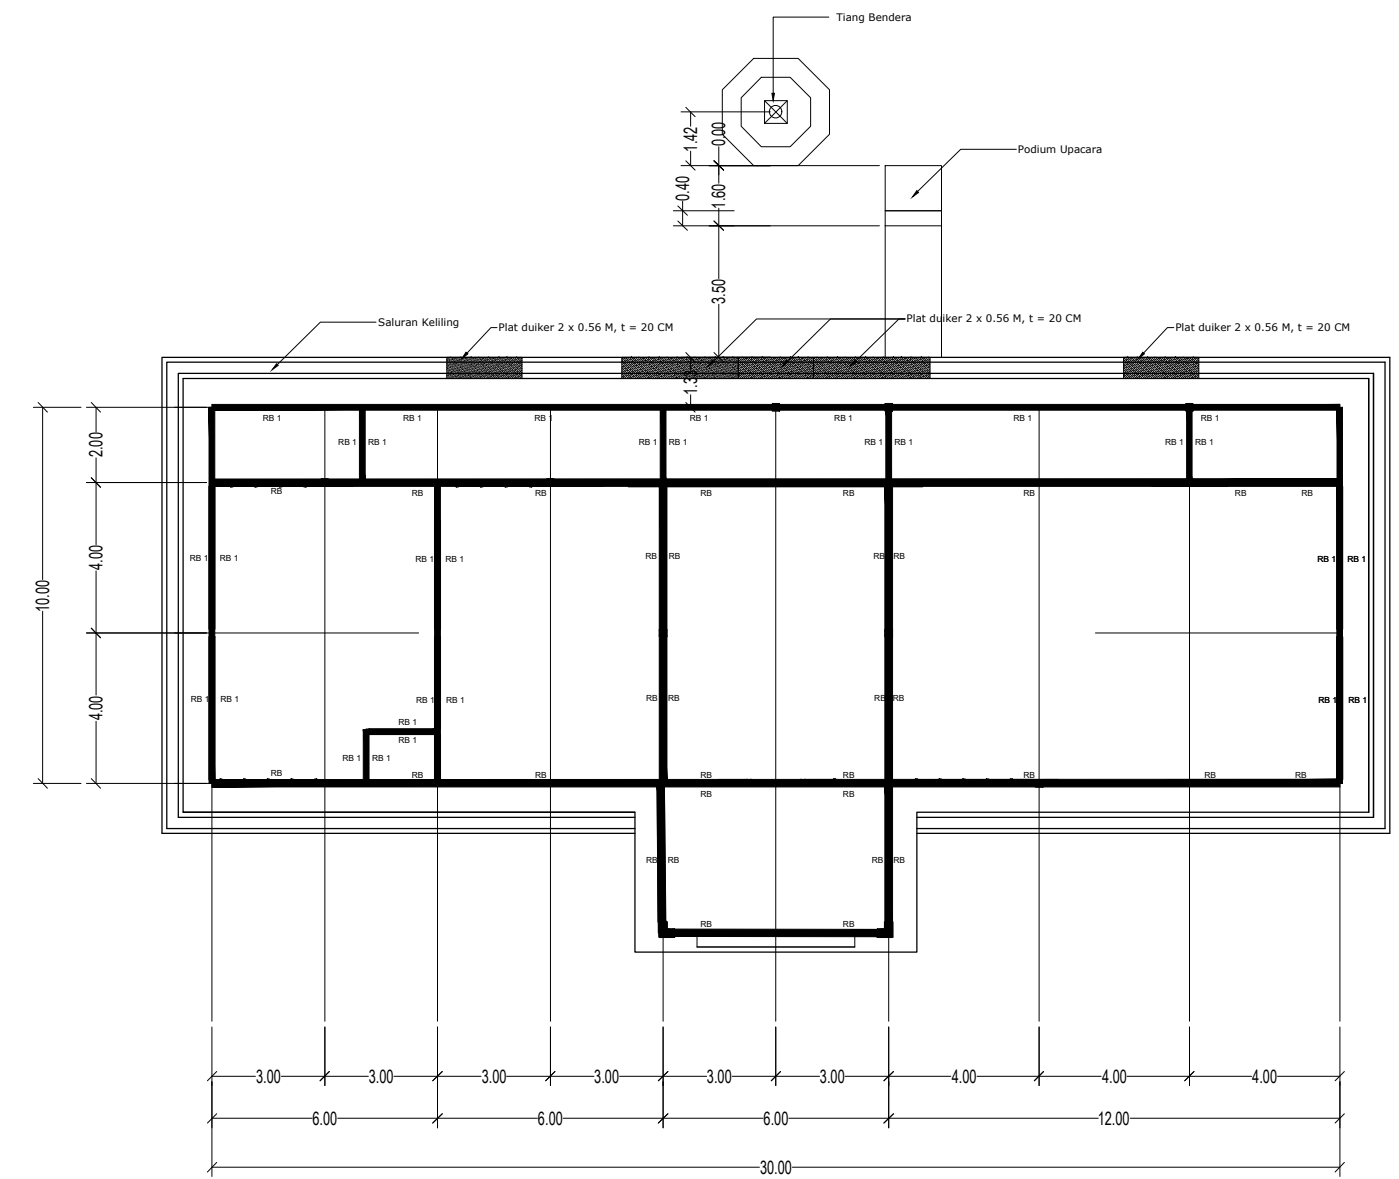 Tiang Bendera
1.42
0.00
Podium Upacara
0.40
1.60
3.50
Saluran Keliling
Plat duiker 2 x 0.56 M, t = 20 CM
Plat duiker 2 x 0.56 M, t = 20 CM
Plat duiker 2 x 0.56 M, t = 20 CM
RB 1 RB 1 RB RB 1 RB 1 RB RB 1
2.00
RB 1 RB 1 RB 1 RB 1 RB 1 RB 1 RB 1 RB 1
RB RB RB RB RB RB RB RB
4.00
RB 1 RB 1 RB 1 RB 1 RB RB RB RB RB 1 RB 1
10.00
4.00
RB 1 RB 1 RB 1 RB 1 RB RB RB RB RB 1 RB 1
RB 1
RB 1
RB 1 RB 1
RB RB RB RB RB RB RB RB
RB RB
RB RB RB RB
RB RB
3.00 3.00 3.00 3.00 3.00 3.00 4.00 4.00 4.00
6.00 6.00 6.00 12.00
30.00